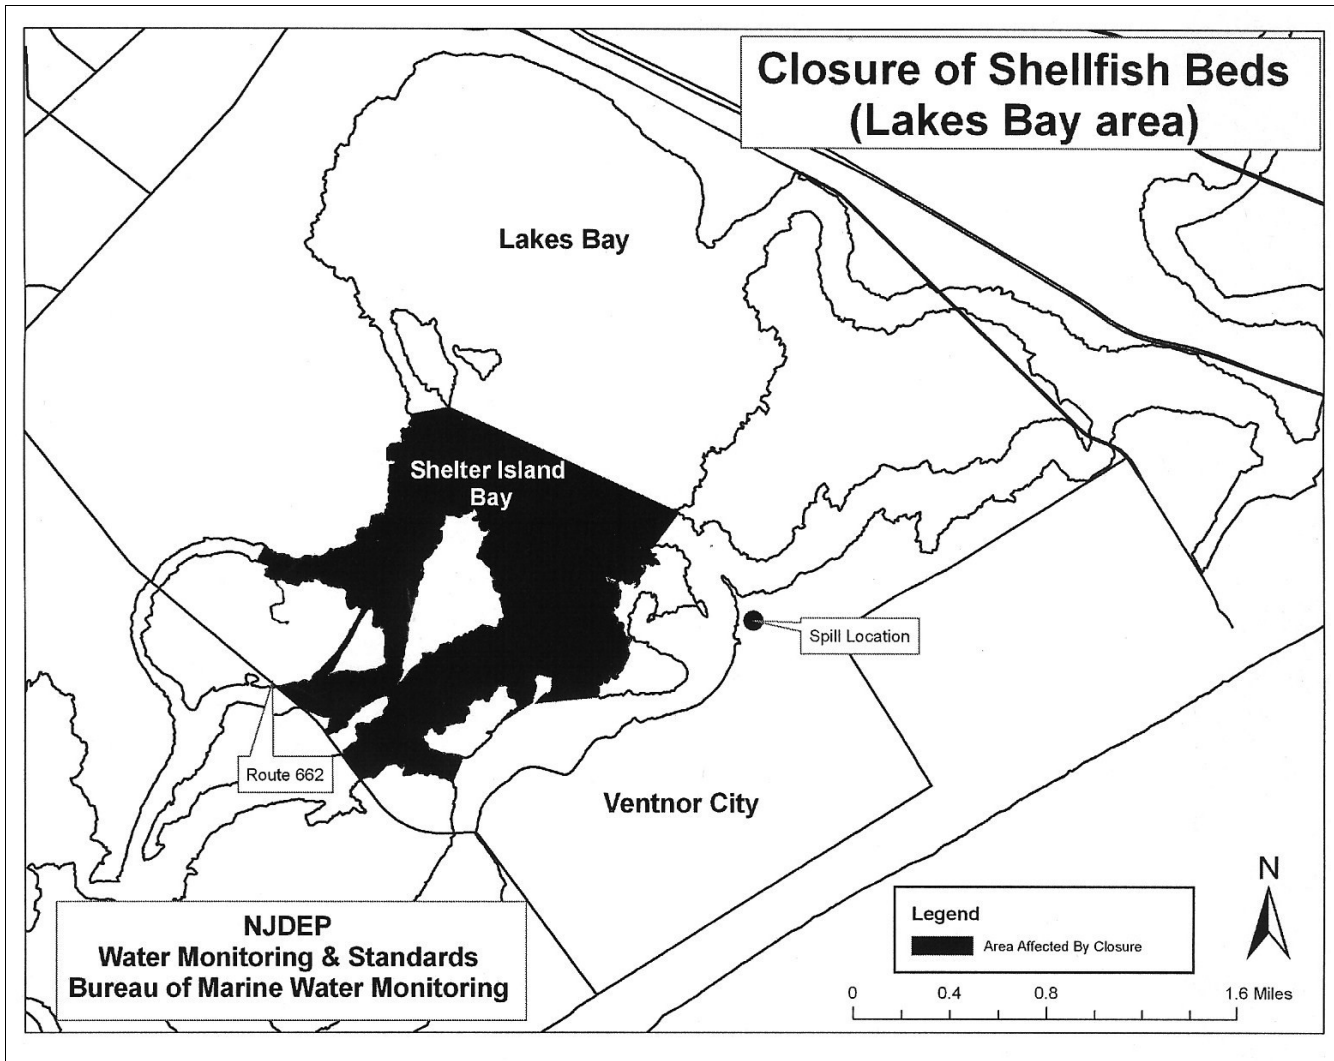 Closure of Shellfish Beds
(Lakes Bay area)
Lakes Bay
Shelter Island
Bay
Spill Location
Route 662
Ventnor City
N
NJDEP
Water Monitoring & Standards
Bureau of Marine Water Monitoring
Legend
Area Affected By Closure
0 0.4 0.8 1.6 Miles